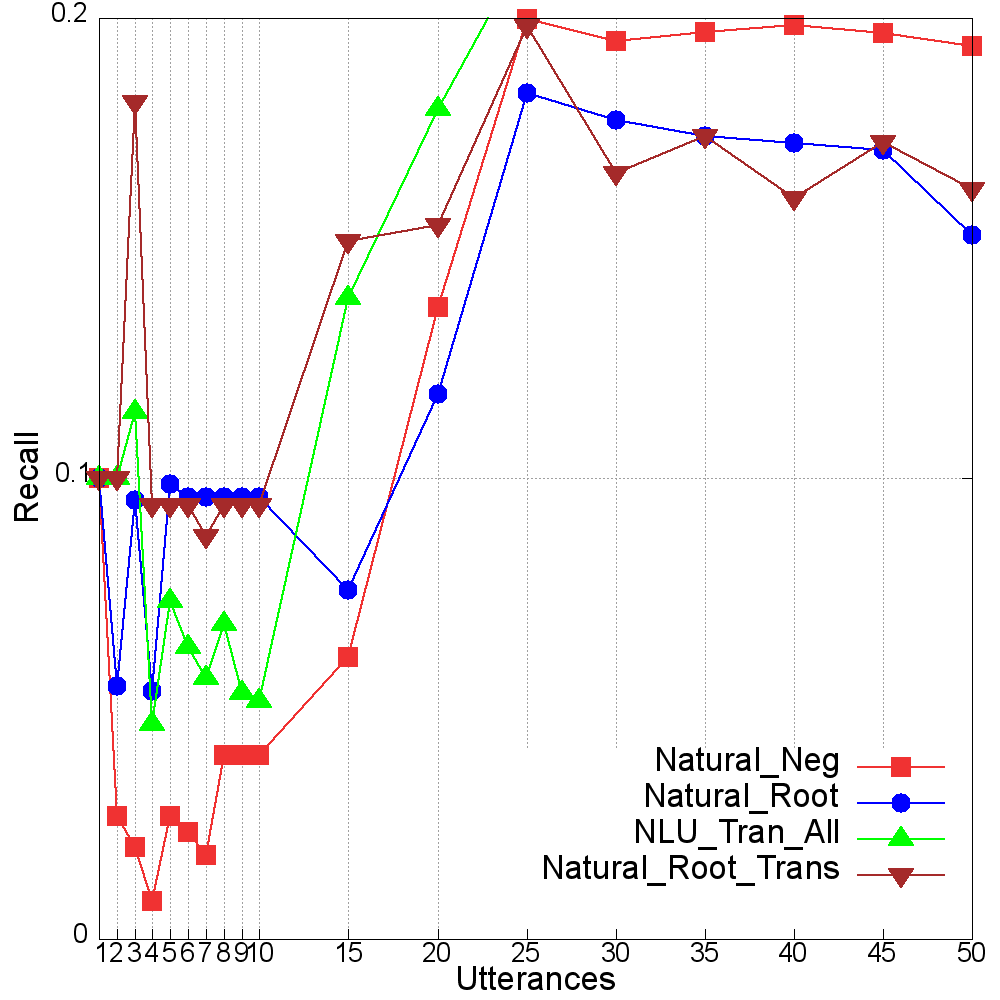 0.2
0.1
0
Recall
1 2 3 4 5 6 7 8 9 10 15 20 25 30 35 40 45 50
Utterances
Natural_Neg
Natural_Root
NLU_Tran_All
Natural_Root_Trans